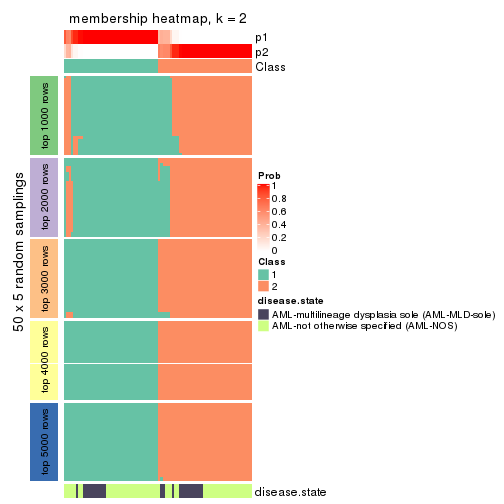 membership heatmap, k = 2
p1
p2
Class
50 x 5 random samplings
top 1000 rows
top 2000 rows
top 3000 rows
top 4000 rows
top 5000 rows
Prob
1
0.8
0.6
0.4
0.2
0
Class
1
2
disease.state
AML-multilineage dysplasia sole (AML-MLD-sole)
AML-not otherwise specified (AML-NOS)
disease.state